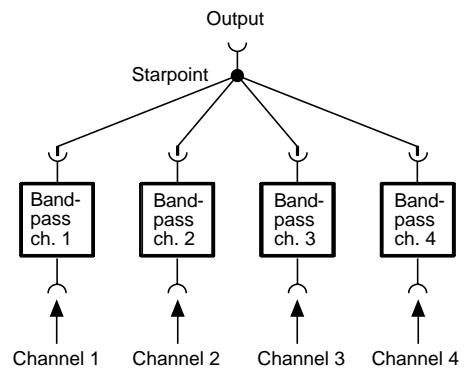 Output
Starpoint
Band-
pass
ch. 1
Band-
pass
ch. 2
Band-
pass
ch. 3
Band-
pass
ch. 4
Channel 1
Channel 2
Channel 3
Channel 4